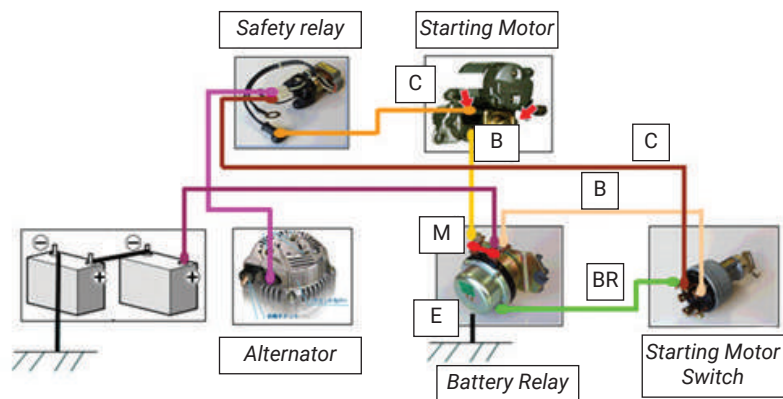 Safety relay
Starting Motor
C
B
C
B
M
⊖
⊖
+
+
BR
E
Alternator
Battery Relay
Starting Motor
Switch